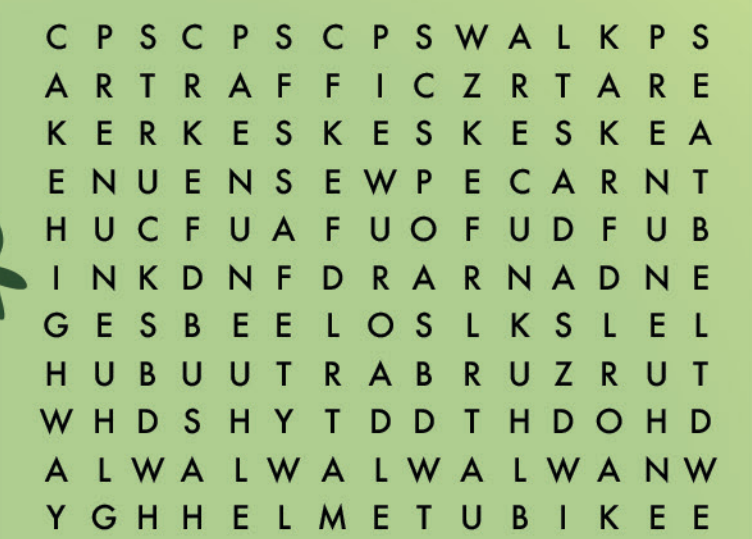 C P S C P S C P S W A L K P S
A R T R A F F I C Z R T A R E
K E R K E S K E S K E S K E A
E N U E N S E W P E C A R N T
H U C F U A F U O F U D F U B
I N K D N F D R A R N A D N E
G E S B E E L O S L K S L E L
H U B U U T R A B R U Z R U T
W H D S H Y T D D T H D O H D
A L W A L W A L W A L W A N W
Y G H H E L M E T U B I K E E